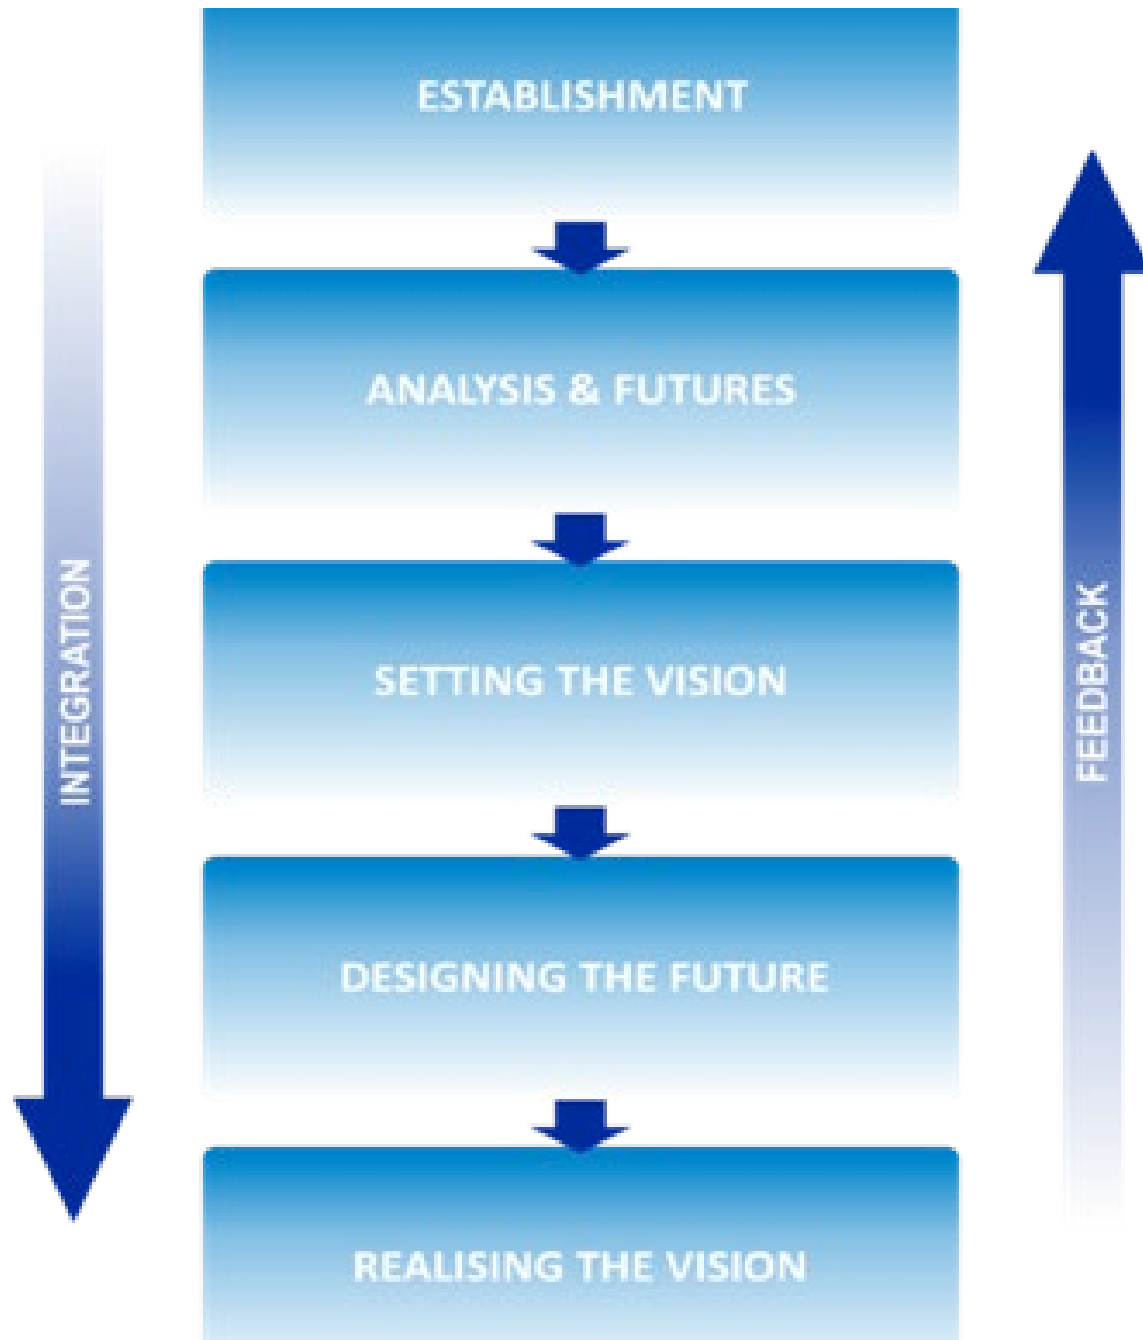 ESTABLISHMENT
ANALYSIS & FUTURES
SETTING THE VISION
DESIGNING THE FUTURE
REALISING THE VISION
INTEGRATION
FEEDBACK